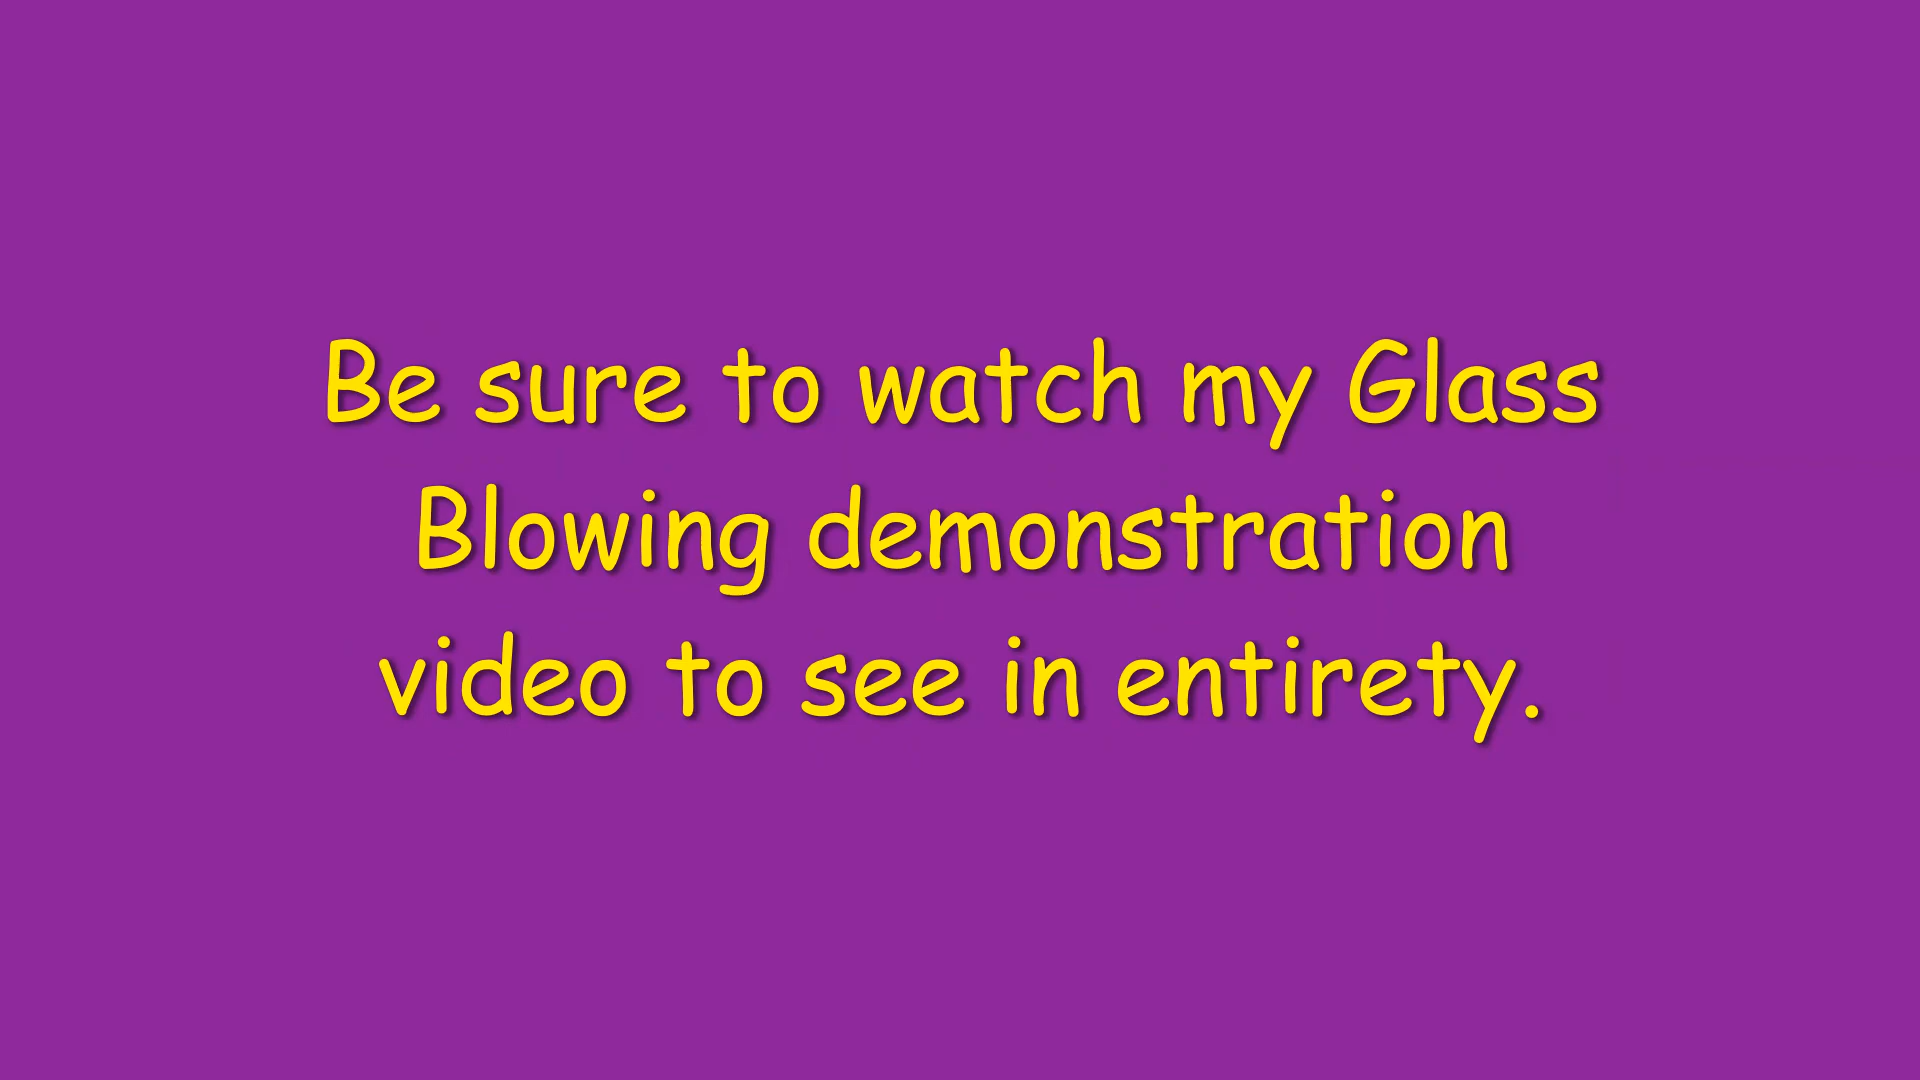 Be sure to watch my Glass
Blowing demonstration
video to see in entirety.